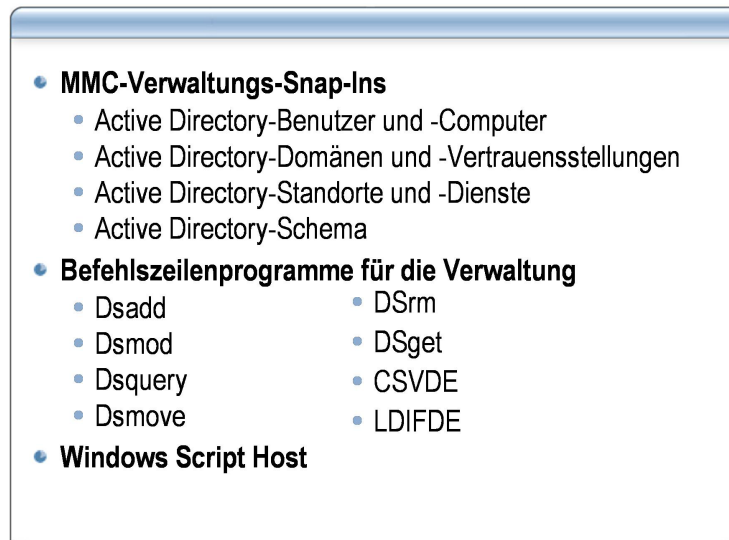 MMC-Verwaltungs-Snap-Ins
Active Directory-Benutzer und -Computer
Active Directory-Domänen und -Vertrauensstellungen
Active Directory-Standorte und -Dienste
Active Directory-Schema
Befehlszeilenprogramme für die Verwaltung
Dsadd
Dsmod
Dsquery
Dsmove
DSrm
DSget
CSVDE
LDIFDE
Windows Script Host